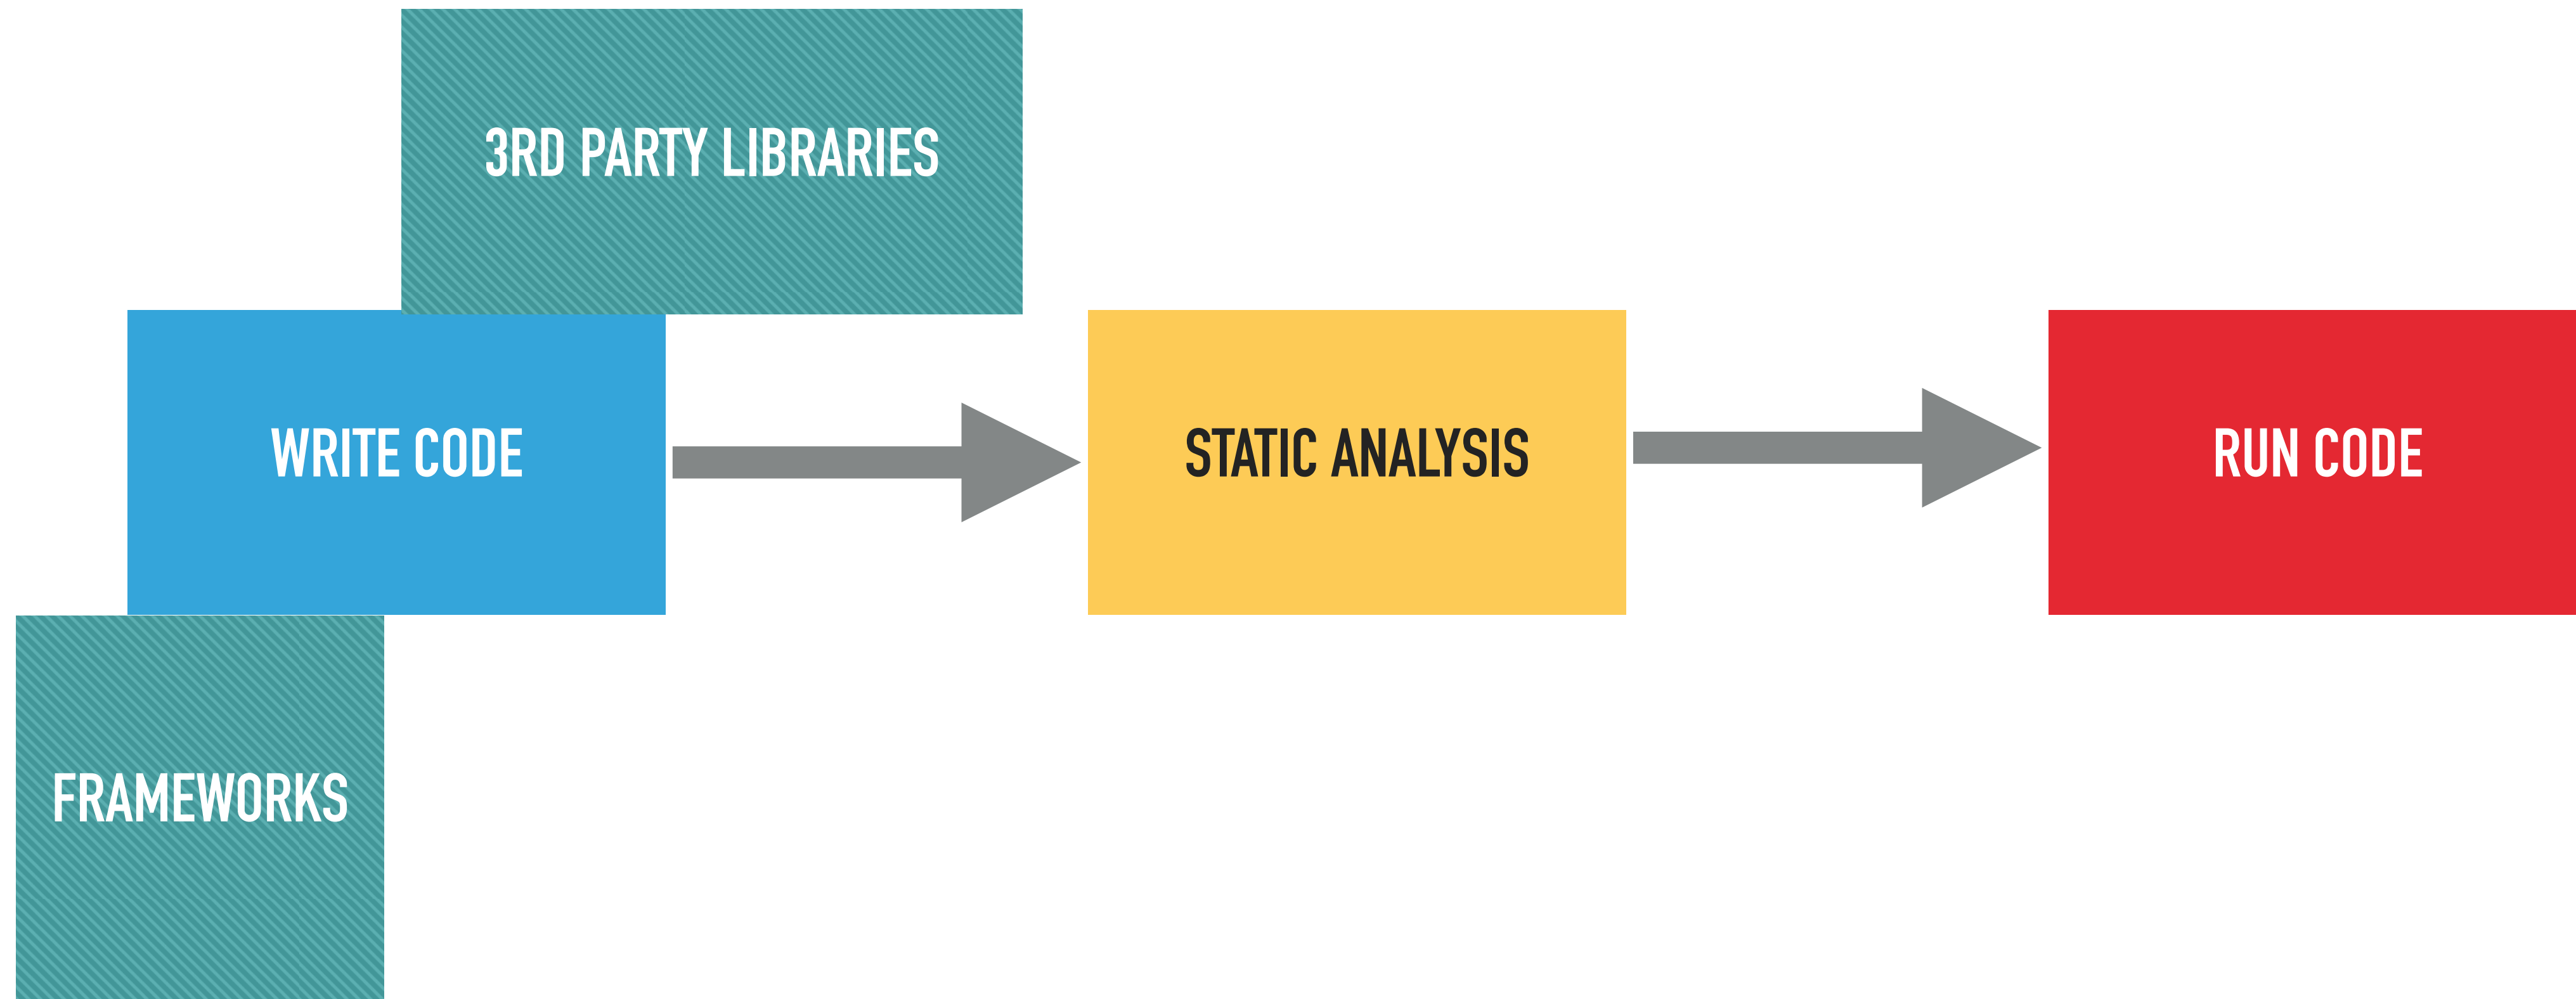 3RD PARTY LIBRARIES
WRITE CODE
STATIC ANALYSIS
RUN CODE
FRAMEWORKS